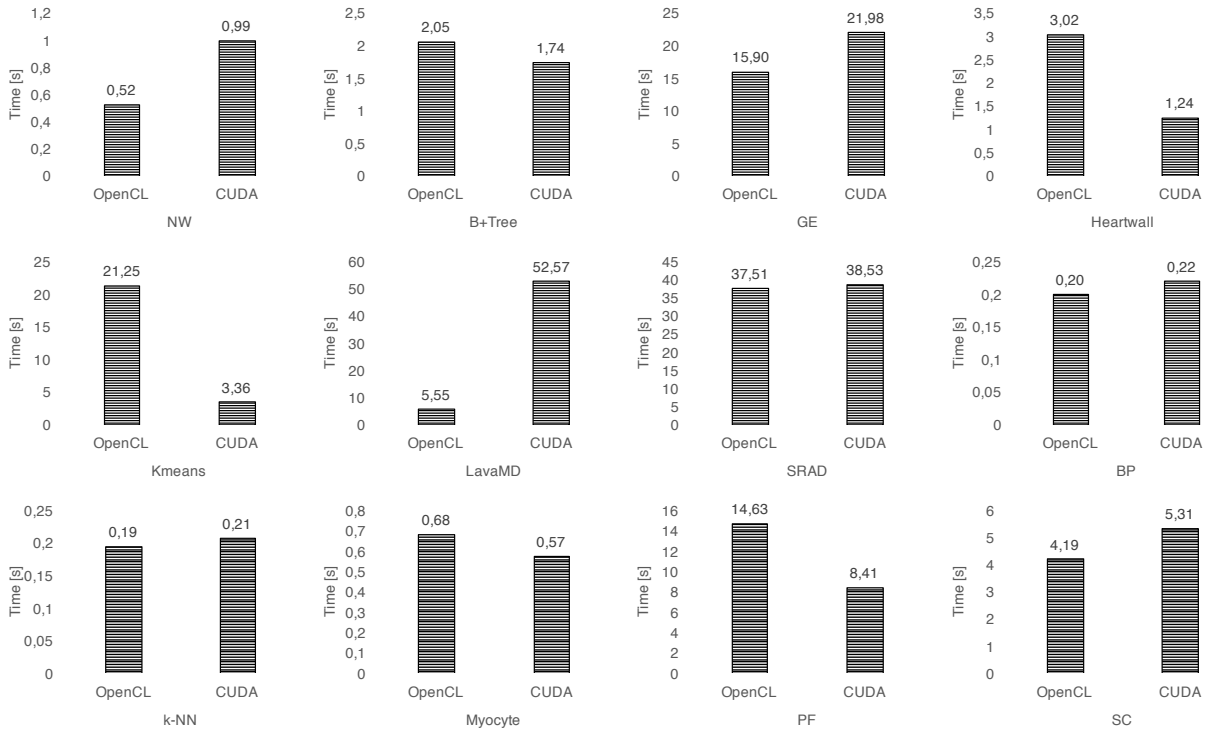 Time [s]
1,2
1
0,8
0,6
0,4
0,2
0
0,52
0,99
OpenCL
CUDA
NW
Time [s]
2,5
2
1,5
1
0,5
0
2,05
1,74
OpenCL
CUDA
B+Tree
Time [s]
25
20
15
10
5
0
15,90
21,98
OpenCL
CUDA
GE
Time [s]
3,5
3
2,5
2
1,5
1
0,5
0
3,02
1,24
OpenCL
CUDA
Heartwall
Time [s]
25
20
15
10
5
0
21,25
3,36
OpenCL
CUDA
Kmeans
Time [s]
60
50
40
30
20
10
0
5,55
52,57
OpenCL
CUDA
LavaMD
Time [s]
45
40
35
30
25
20
15
10
5
0
37,51
38,53
OpenCL
CUDA
SRAD
Time [s]
0,25
0,2
0,15
0,1
0,05
0
0,20
0,22
OpenCL
CUDA
BP
Time [s]
0,25
0,2
0,15
0,1
0,05
0
0,19
0,21
OpenCL
CUDA
k-NN
Time [s]
0,8
0,7
0,6
0,5
0,4
0,3
0,2
0,1
0
0,68
0,57
OpenCL
CUDA
Myocyte
Time [s]
16
14
12
10
8
6
4
2
0
14,63
8,41
OpenCL
CUDA
PF
Time [s]
6
5
4
3
2
1
0
4,19
5,31
OpenCL
CUDA
SC